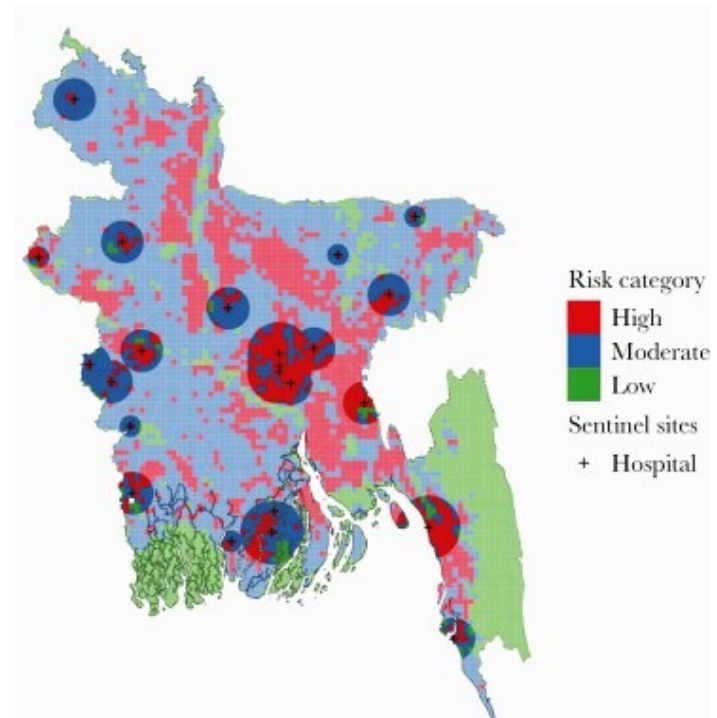 Risk category
High
Moderate
Low
Sentinel sites
+ Hospital